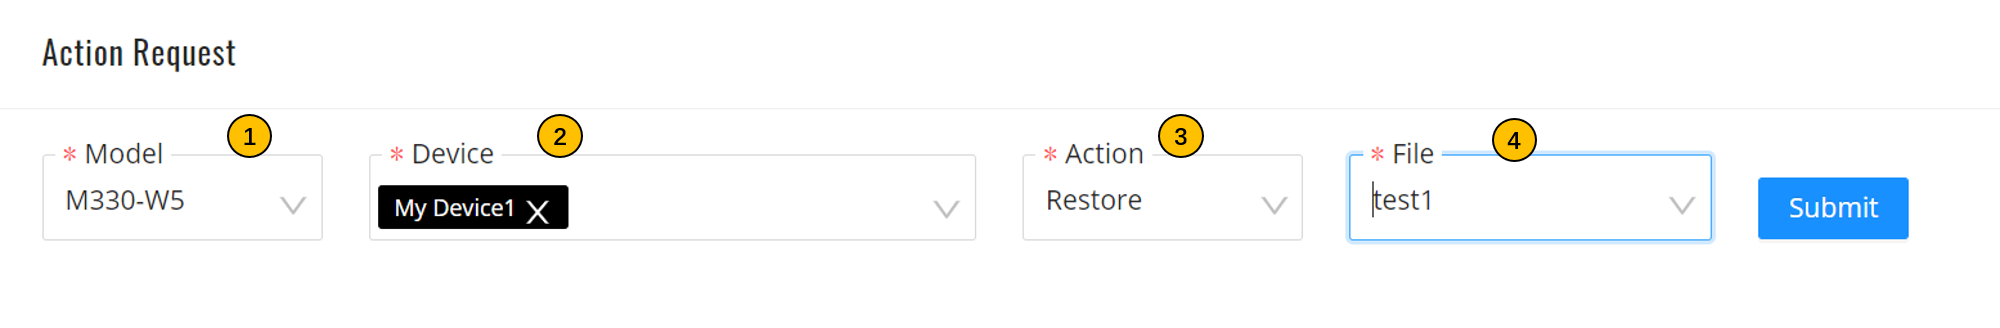 Action Request
* Model 1
M330-W5
* Device 2
My Device1 X
* Action 3
Restore
* File 4
test1
Submit